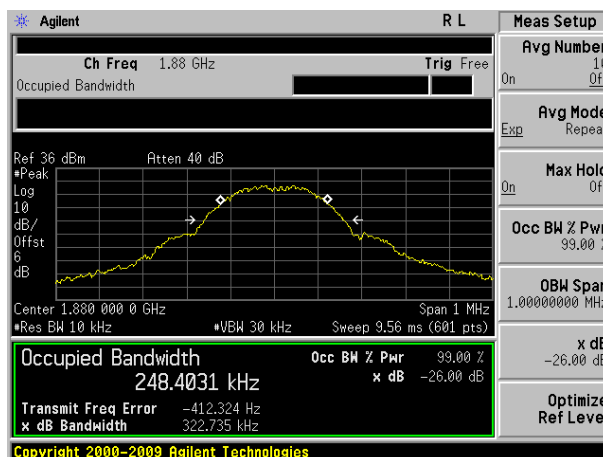 Agilent R L Meas Setup
Ch Freq 1.88 GHz Trig Free
Occupied Bandwidth
Ref 36 dBm Atten 40 dB
#Peak
Log
10
dB/
Offst
6
dB
Center 1.880 000 0 GHz Span 1 MHz
#Res BW 10 kHz #VBW 30 kHz Sweep 9.56 ms (601 pts)
Occupied Bandwidth Occ BW % Pwr 99.00 %
248.4031 kHz x dB -26.00 dB
Transmit Freq Error -412.324 Hz
x dB Bandwidth 322.735 kHz
Copyright 2000-2009 Agilent Technologies
Avg Number
On
Avg Mode
Exp Repeat
Max Hold
On Off
Occ BW % Pwr
99.00 %
OBW Span
1.00000000 MHz
x dB
-26.00 dB
Optimize
Ref Level